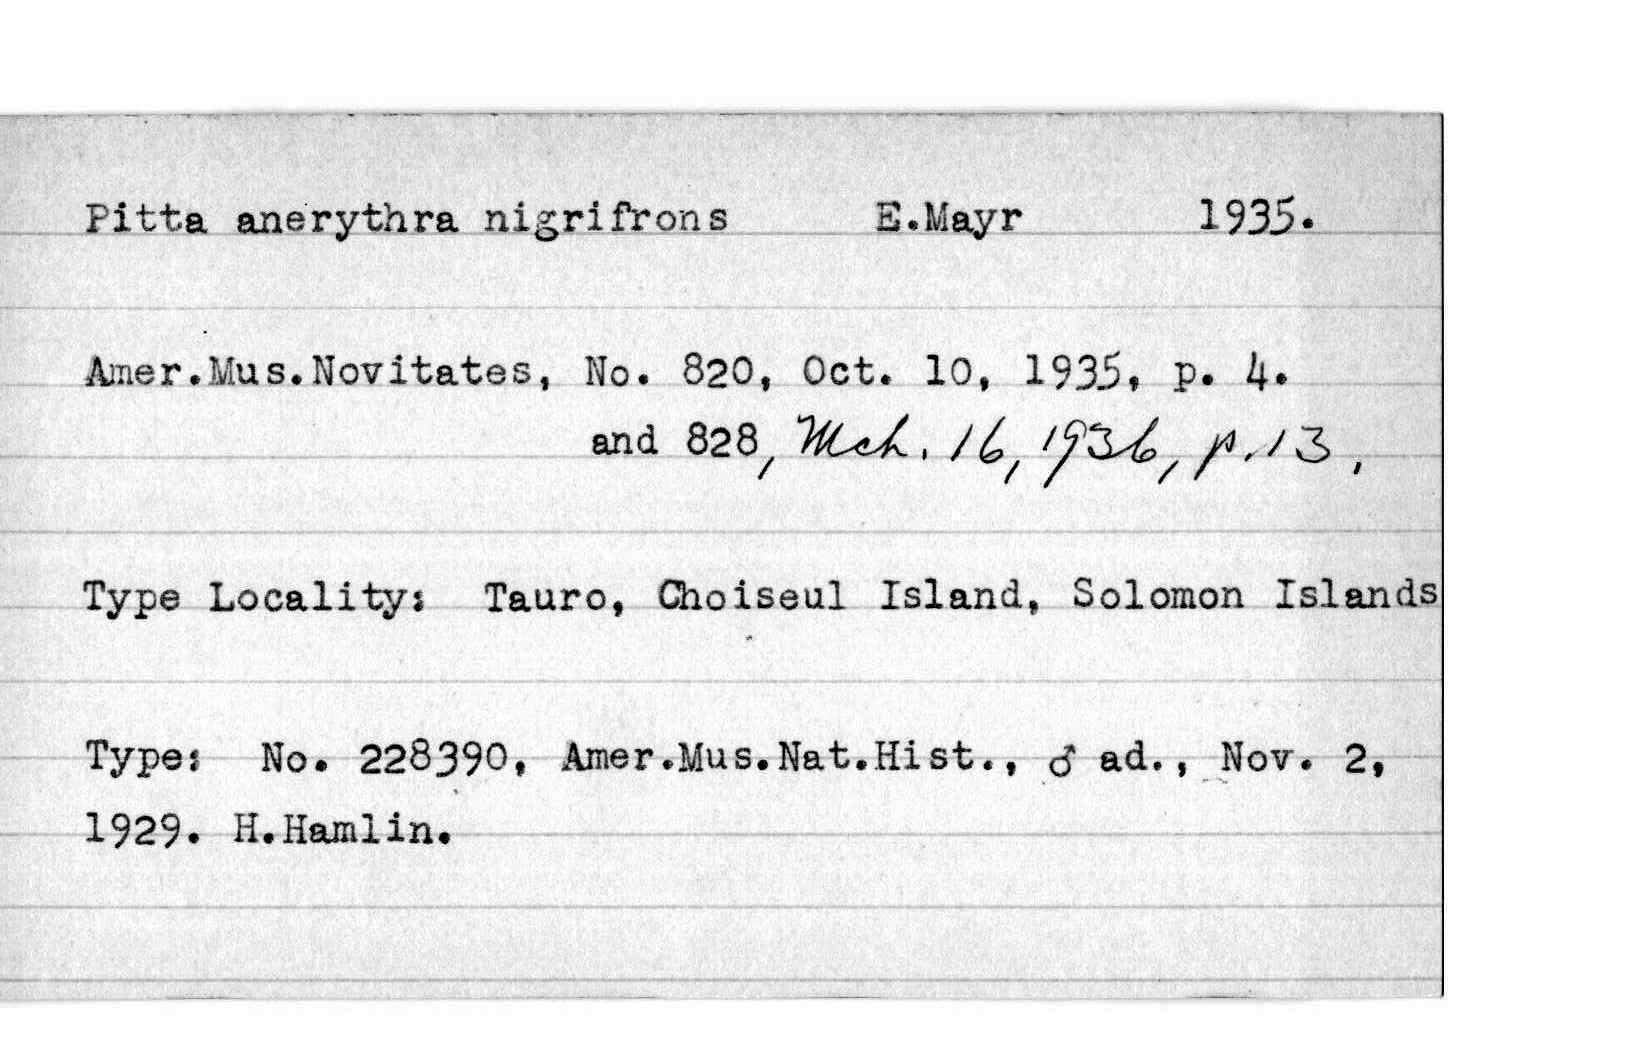 Pitta anerythra nigrifrons E.Mayr 1935.
Amer.Mus.Novitates, No. 820, Oct. 10, 1935, p. 4.
and 828, Mch. 16, 1936, p. 13,
Type Locality: Tauro, Choiseul Island, Solomon Islands
Type: No. 228390, Amer.Mus.Nat.Hist., ♂ ad., Nov. 2,
1929. H.Hamlin.